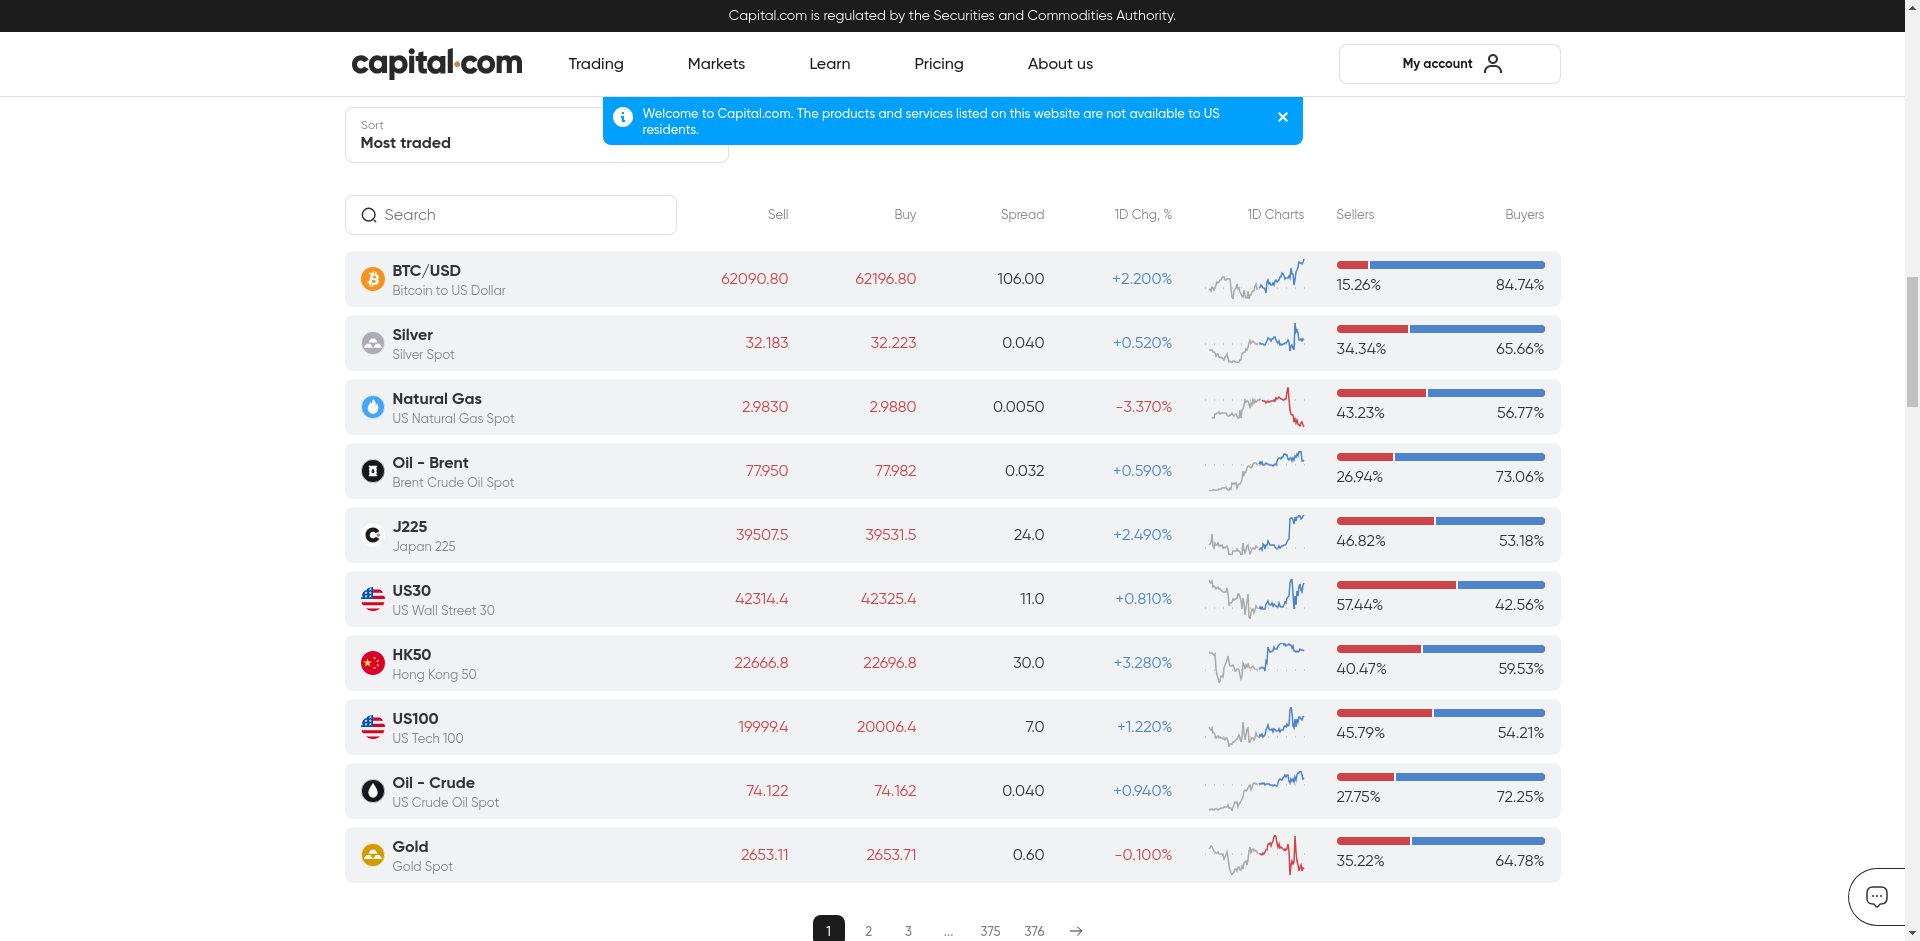 Capital.com is regulated by the Securities and Commodities Authority.
capital.com
Trading
Markets
Learn
Pricing
About us
My account
Welcome to Capital.com. The products and services listed on this website are not available to US
residents.
Sort
Most traded
Search
Sell
Buy
Spread
1D Chg, %
1D Charts
Sellers
Buyers
BTC/USD
Bitcoin to US Dollar
62090.80
62196.80
106.00
+2.200%
15.26%
84.74%
Silver
Silver Spot
32.183
32.223
0.040
+0.520%
34.34%
65.66%
Natural Gas
US Natural Gas Spot
2.9830
2.9880
0.0050
-3.370%
43.23%
56.77%
Oil - Brent
Brent Crude Oil Spot
77.950
77.982
0.032
+0.590%
26.94%
73.06%
J225
Japan 225
39507.5
39531.5
24.0
+2.490%
46.82%
53.18%
US30
US Wall Street 30
42314.4
42325.4
11.0
+0.810%
57.44%
42.56%
HK50
Hong Kong 50
22666.8
22696.8
30.0
+3.280%
40.47%
59.53%
US100
US Tech 100
19999.4
20006.4
7.0
+1.220%
45.79%
54.21%
Oil - Crude
US Crude Oil Spot
74.122
74.162
0.040
+0.940%
27.75%
72.25%
Gold
Gold Spot
2653.11
2653.71
0.60
-0.100%
35.22%
64.78%
1
2
3
...
375
376